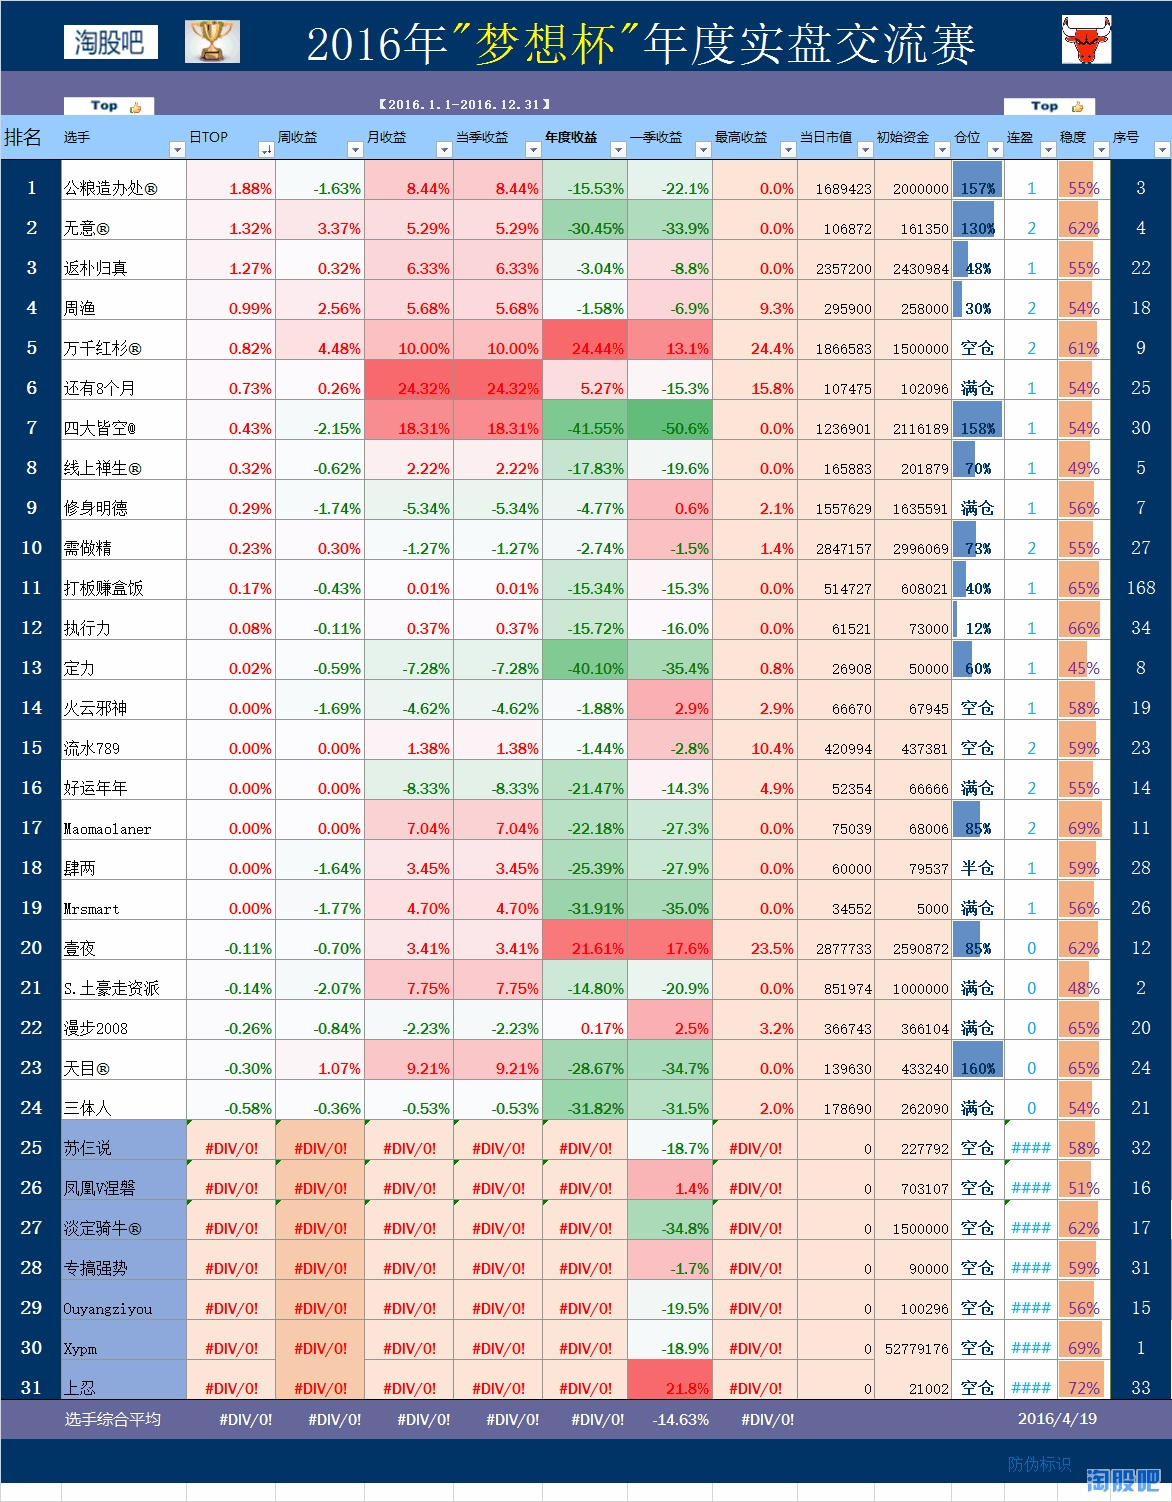 淘股吧 2016年"梦想杯"年度实盘交流赛
Top 【2016.1.1-2016.12.31】 Top
排名 选手 日TOP 周收益 月收益 当季收益 年度收益 一季收益 最高收益 当日市值 初始资金 仓位 连盈 稳度 序号
1 公粮造办处® 1.88% -1.63% 8.44% 8.44% -15.53% -22.1% 0.0% 1689423 2000000 157% 1 55% 3
2 无意® 1.32% 3.37% 5.29% 5.29% -30.45% -33.9% 0.0% 106872 161350 130% 2 62% 4
3 返朴归真 1.27% 0.32% 6.33% 6.33% -3.04% -8.8% 0.0% 2357200 2430984 48% 1 55% 22
4 周渔 0.99% 2.56% 5.68% 5.68% -1.58% -6.9% 9.3% 295900 258000 30% 2 54% 18
5 万千红杉® 0.82% 4.48% 10.00% 10.00% 24.44% 13.1% 24.4% 1866583 1500000 空仓 2 61% 9
6 还有8个月 0.73% 0.26% 24.32% 24.32% 5.27% -15.3% 15.8% 107475 102096 满仓 1 54% 25
7 四大皆空@ 0.43% -2.15% 18.31% 18.31% -41.55% -50.6% 0.0% 1236901 2116189 158% 1 54% 30
8 线上禅生® 0.32% -0.62% 2.22% 2.22% -17.83% -19.6% 0.0% 165883 201879 70% 1 49% 5
9 修身明德 0.29% -1.74% -5.34% -5.34% -4.77% 0.6% 2.1% 1557629 1635591 满仓 1 56% 7
10 需做精 0.23% 0.30% -1.27% -1.27% -2.74% -1.5% 1.4% 2847157 2996069 73% 2 55% 27
11 打板赚盒饭 0.17% -0.43% 0.01% 0.01% -15.34% -15.3% 0.0% 514727 608021 40% 1 65% 168
12 执行力 0.08% -0.11% 0.37% 0.37% -15.72% -16.0% 0.0% 61521 73000 12% 1 66% 34
13 定力 0.02% -0.59% -7.28% -7.28% -40.10% -35.4% 0.8% 26908 50000 60% 1 45% 8
14 火云邪神 0.00% -1.69% -4.62% -4.62% -1.88% 2.9% 2.9% 66670 67945 空仓 1 58% 19
15 流水789 0.00% 0.00% 1.38% 1.38% -1.44% -2.8% 10.4% 420994 437381 空仓 2 59% 23
16 好运年年 0.00% 0.00% -8.33% -8.33% -21.47% -14.3% 4.9% 52354 66666 满仓 2 55% 14
17 Maomaolaner 0.00% 0.00% 7.04% 7.04% -22.18% -27.3% 0.0% 75039 68006 85% 2 69% 11
18 肆两 0.00% -1.64% 3.45% 3.45% -25.39% -27.9% 0.0% 60000 79537 半仓 1 59% 28
19 Mrsmart 0.00% -1.77% 4.70% 4.70% -31.91% -35.0% 0.0% 34552 5000 满仓 1 56% 26
20 壹夜 -0.11% -0.70% 3.41% 3.41% 21.61% 17.6% 23.5% 2877733 2590872 85% 0 62% 12
21 S.土豪走资派 -0.14% -2.07% 7.75% 7.75% -14.80% -20.9% 0.0% 851974 1000000 满仓 0 48% 2
22 漫步2008 -0.26% -0.84% -2.23% -2.23% 0.17% 2.5% 3.2% 366743 366104 满仓 0 65% 20
23 天目® -0.30% 1.07% 9.21% 9.21% -28.67% -34.7% 0.0% 139630 433240 160% 0 65% 24
24 三体人 -0.58% -0.36% -0.53% -0.53% -31.82% -31.5% 2.0% 178690 262090 满仓 0 54% 21
25 苏仨说 #DIV/0! #DIV/0! #DIV/0! #DIV/0! #DIV/0! -18.7% #DIV/0! 0 227792 空仓 #### 58% 32
26 凤凰V涅磐 #DIV/0! #DIV/0! #DIV/0! #DIV/0! #DIV/0! 1.4% #DIV/0! 0 703107 空仓 #### 51% 16
27 淡定骑牛® #DIV/0! #DIV/0! #DIV/0! #DIV/0! #DIV/0! -34.8% #DIV/0! 0 1500000 空仓 #### 62% 17
28 专搞强势 #DIV/0! #DIV/0! #DIV/0! #DIV/0! #DIV/0! -1.7% #DIV/0! 0 90000 空仓 #### 59% 31
29 Ouyangziyou #DIV/0! #DIV/0! #DIV/0! #DIV/0! #DIV/0! -19.5% #DIV/0! 0 100296 空仓 #### 56% 15
30 Xypm #DIV/0! #DIV/0! #DIV/0! #DIV/0! #DIV/0! -18.9% #DIV/0! 0 52779176 空仓 #### 69% 1
31 上忍 #DIV/0! #DIV/0! #DIV/0! #DIV/0! #DIV/0! 21.8% #DIV/0! 0 21002 空仓 #### 72% 33
选手综合平均 #DIV/0! #DIV/0! #DIV/0! #DIV/0! #DIV/0! -14.63% #DIV/0! 2016/4/19
防伪标识
淘股吧